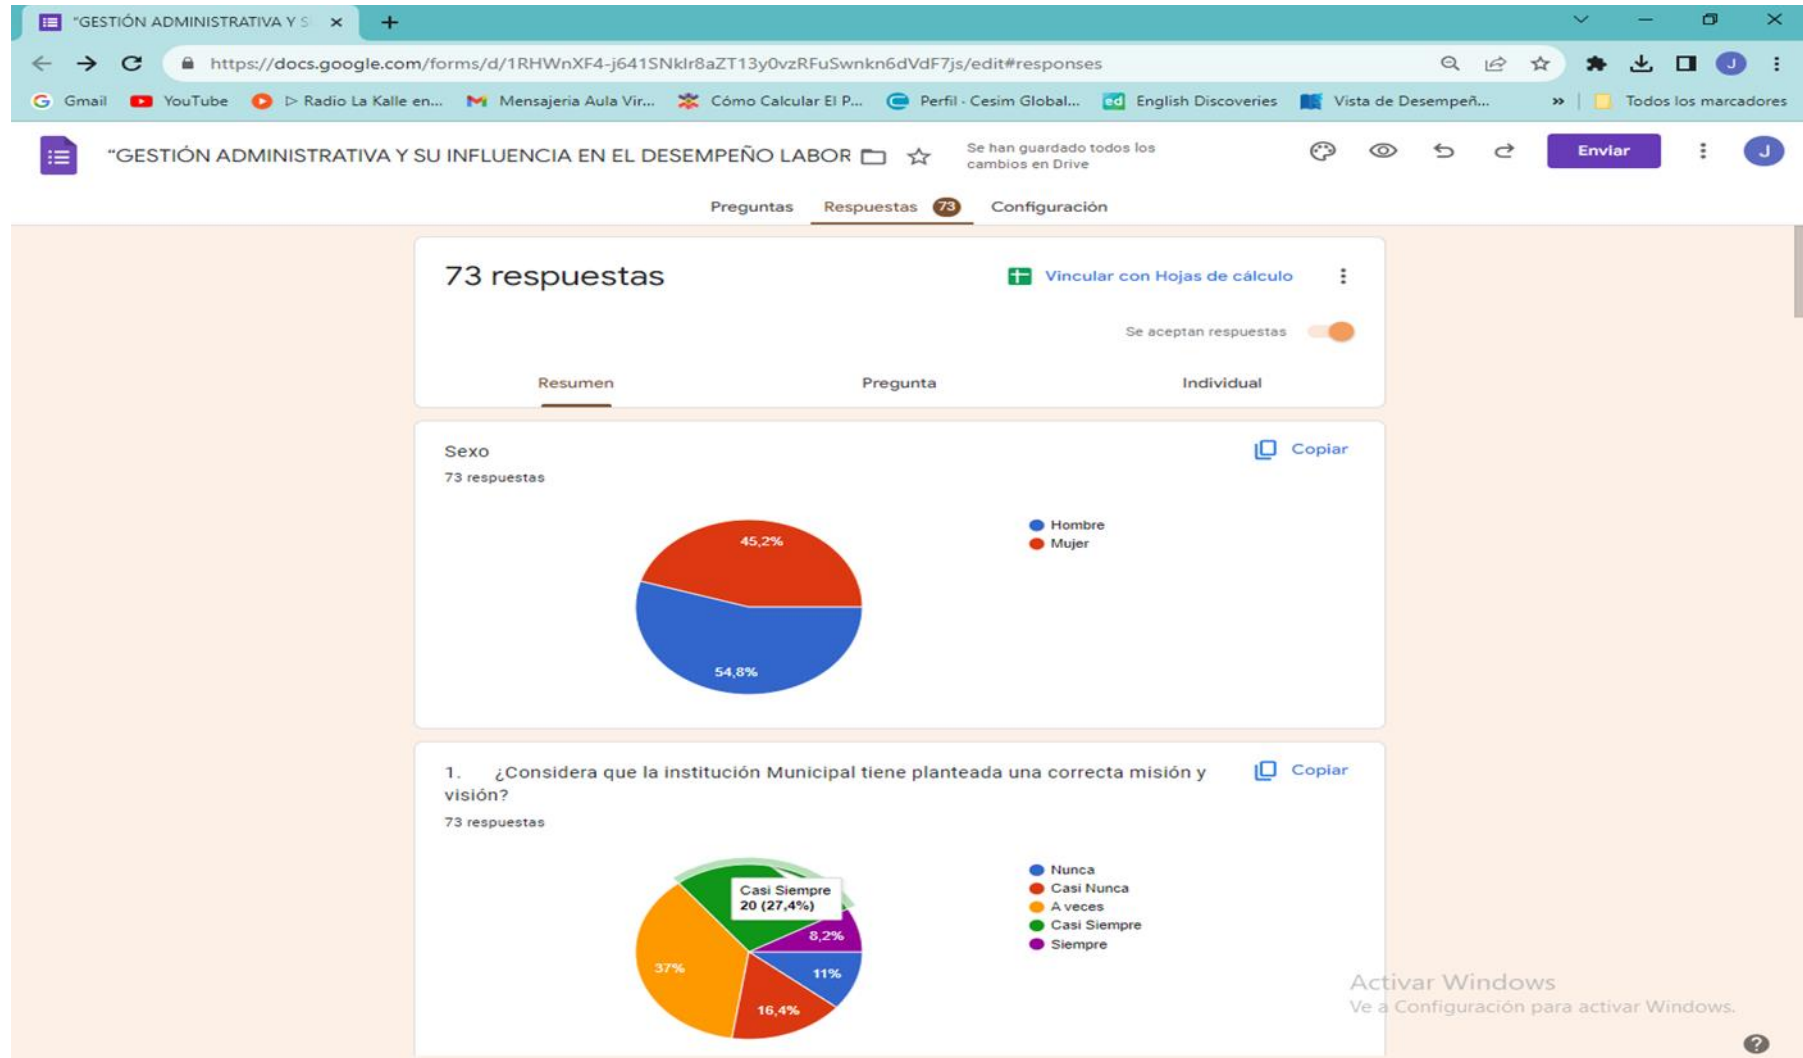 "GESTIÓN ADMINISTRATIVA Y S
https://docs.google.com/forms/d/1RHWnXF4-j641SNklr8aZT13y0vzRFuSwnkn6dVdF7js/edit#responses
J
Gmail YouTube ▷ Radio La Kalle en... Mensajeria Aula Vir... Cómo Calcular El P... Perfil - Cesim Global... ed English Discoveries Vista de Desempeñ... » Todos los marcadores
"GESTIÓN ADMINISTRATIVA Y SU INFLUENCIA EN EL DESEMPEÑO LABOR
Se han guardado todos los
cambios en Drive
Enviar
J
Preguntas Respuestas 73 Configuración
73 respuestas
Vincular con Hojas de cálculo
Se aceptan respuestas
Resumen Pregunta Individual
Sexo
Copiar
73 respuestas
45,2%
54,8%
Hombre
Mujer
1. ¿Considera que la institución Municipal tiene planteada una correcta misión y
visión?
Copiar
73 respuestas
Casi Siempre
20 (27,4%)
8,2%
37%
11%
16,4%
Nunca
Casi Nunca
A veces
Casi Siempre
Siempre
Activar Windows
Ve a Configuración para activar Windows.